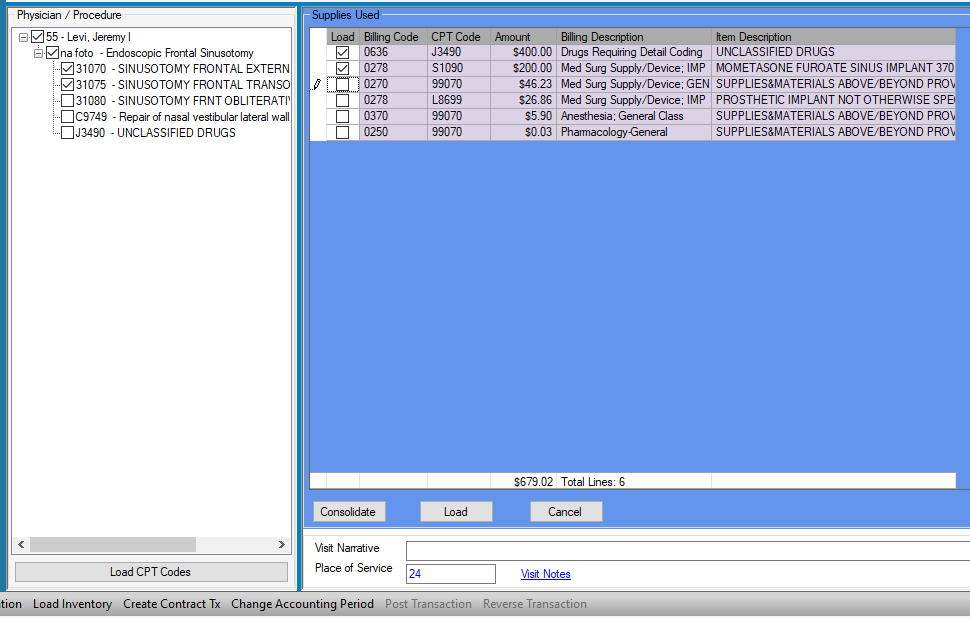 Physician / Procedure
55 - Levi, Jeremy I
na foto - Endoscopic Frontal Sinusotomy
31070 - SINUSOTOMY FRONTAL EXTERN
31075 - SINUSOTOMY FRONTAL TRANSO
31080 - SINUSOTOMY FRNT OBLITERATI
C9749 - Repair of nasal vestibular lateral wall
J3490 - UNCLASSIFIED DRUGS
Load CPT Codes
Supplies Used
Load Billing Code CPT Code Amount Billing Description Item Description
0636 J3490 $400.00 Drugs Requiring Detail Coding UNCLASSIFIED DRUGS
0278 S1090 $200.00 Med Surg Supply/Device; IMP MOMETASONE FUROATE SINUS IMPLANT 370
0270 99070 $46.23 Med Surg Supply/Device; GEN SUPPLIES&MATERIALS ABOVE/BEYOND PROV
0278 L8699 $26.86 Med Surg Supply/Device; IMP PROSTHETIC IMPLANT NOT OTHERWISE SPE
0370 99070 $5.90 Anesthesia; General Class SUPPLIES&MATERIALS ABOVE/BEYOND PROV
0250 99070 $0.03 Pharmacology-General SUPPLIES&MATERIALS ABOVE/BEYOND PROV
$679.02 Total Lines: 6
Consolidate Load Cancel
Visit Narrative
Place of Service 24 Visit Notes
tion Load Inventory Create Contract Tx Change Accounting Period Post Transaction Reverse Transaction